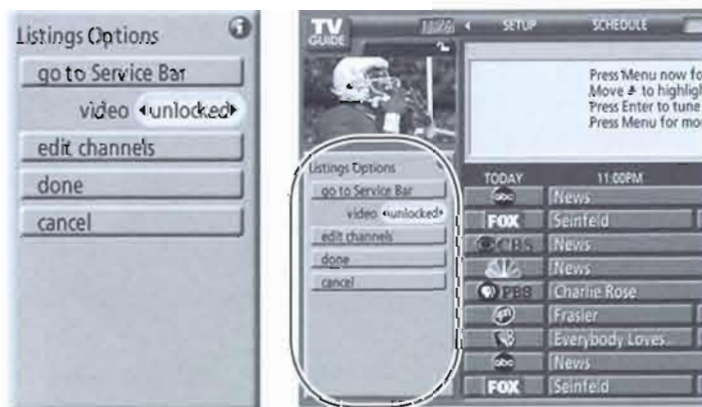 Listings Options
go to Service Bar
video unlocked
edit channels
done
cancel
TV
GUIDE
SETUP
SCHEDULE
Press Menu now fo
Move to highligh
Press Enter to tune
Press Menu for mo
Listings Options
go to Service Bar
video unlocked
edit channels
done
cancel
TODAY 11:00PM
abc News
FOX Seinfeld
CBS News
News
PBS Charlie Rose
Frasier
Everybody Loves
abc News
FOX Seinfeld